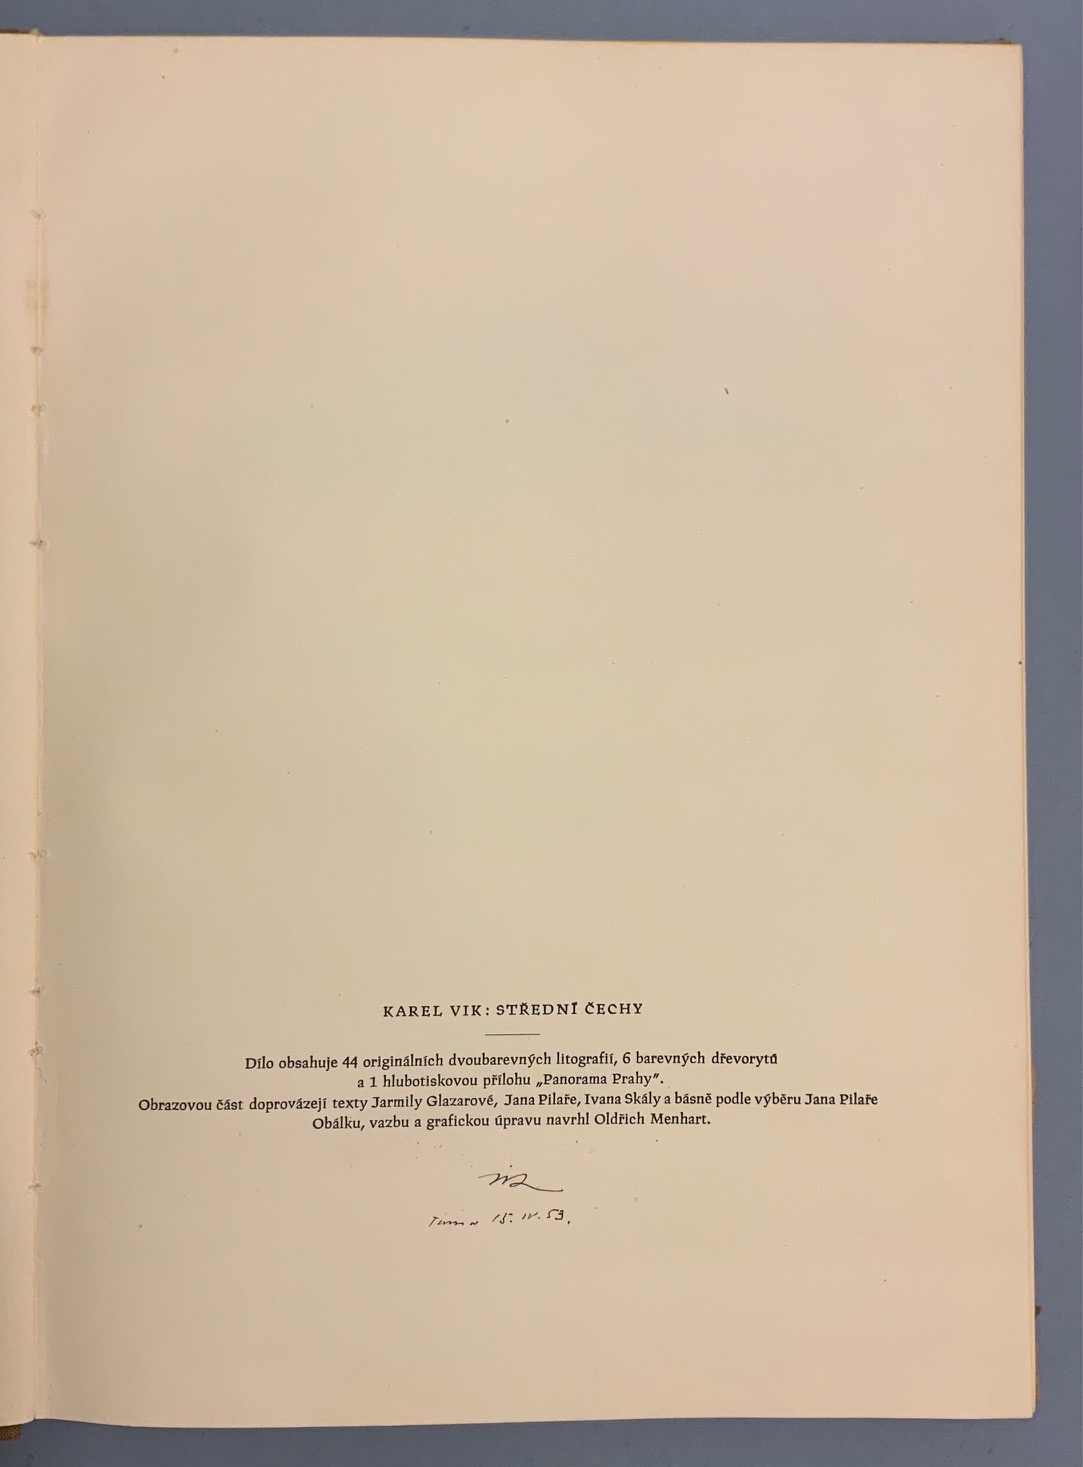 KAREL VIK: STŘEDNÍ ČECHY
Dílo obsahuje 44 originálních dvoubarevných litografií, 6 barevných dřevorytů
a 1 hlubotiskovou přílohu „Panorama Prahy".
Obrazovou část doprovázejí texty Jarmily Glazarové, Jana Pilaře, Ivana Skály a básně podle výběru Jana Pilaře
Obálku, vazbu a grafickou úpravu navrhl Oldřich Menhart.
15. IV. 53.